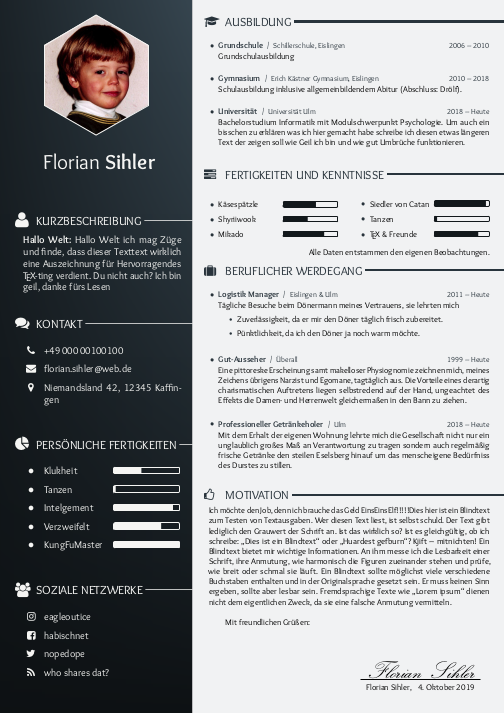 Florian Sihler
KURZBESCHREIBUNG
Hallo Welt: Hallo Welt ich mag Züge
und finde, dass dieser Texttext wirklich
eine Auszeichnung für Hervorragendes
TEX-ting verdient. Du nicht auch? Ich bin
geil, danke fürs Lesen
KONTAKT
+49 000 00100100
florian.sihler@web.de
Niemandsland 42, 12345 Kaffin-
gen
PERSÖNLICHE FERTIGKEITEN
Klukheit
Tanzen
Intelgement
Verzweifelt
KungFuMaster
SOZIALE NETZWERKE
eagleoutice
habischnet
nopedope
who shares dat?
AUSBILDUNG
Grundschule / Schillerschule, Eislingen 2006 – 2010
Grundschulausbildung
Gymnasium / Erich Kästner Gymnasium, Eislingen 2010 – 2018
Schulausbildung inklusive allgemeinbildendem Abitur (Abschluss: Drölf).
Universität / Universität Ulm 2018 – Heute
Bachelorstudium Informatik mit Modulschwerpunkt Psychologie. Um auch ein
bisschen zu erklären was ich hier gemacht habe schreibe ich diesen etwas längeren
Text der zeigen soll wie Geil ich bin und wie gut Umbrüche funktionieren.
FERTIGKEITEN UND KENNTNISSE
Käsespätzle Siedler von Catan
Shyriiwook Tanzen
Mikado TEX & Freunde
Alle Daten entstammen den eigenen Beobachtungen.
BERUFLICHER WERDEGANG
Logistik Manager / Eislingen & Ulm 2011 – Heute
Tägliche Besuche beim Dönermann meines Vertrauens, sie lehrten mich
Zuverlässigkeit, da er mir den Döner täglich frisch zubereitet.
Pünktlichkeit, da ich den Döner ja noch warm möchte.
Gut-Ausseher / Überall 1999 – Heute
Eine pittoreske Erscheinung samt makelloser Physiognomie zeichnen mich, meines
Zeichens übrigens Narzist und Egomane, tagtäglich aus. Die Vorteile eines derartig
charismatischen Auftretens liegen selbstredend auf der Hand, ungeachtet des
Effekts die Damen- und Herrenwelt gleichermaßen in den Bann zu ziehen.
Professioneller Getränkeholer / Ulm 2018 – Heute
Mit dem Erhalt der eigenen Wohnung lehrte mich die Gesellschaft nicht nur ein
unglaublich großes Maß an Verantwortung zu tragen sondern auch regelmäßig
frische Getränke den steilen Eselsberg hinauf um das menscheneigene Bedürfniss
des Durstes zu stillen.
MOTIVATION
Ich möchte den Job, denn ich brauche das Geld EinsEinsElf!!!!!Dies hier ist ein Blindtext
zum Testen von Textausgaben. Wer diesen Text liest, ist selbst schuld. Der Text gibt
lediglich den Grauwert der Schrift an. Ist das wirklich so? Ist es gleichgültig, ob ich
schreibe: „Dies ist ein Blindtext“ oder „Huardest gefburn“? Kjift – mitnichten! Ein
Blindtext bietet mir wichtige Informationen. An ihm messe ich die Lesbarkeit einer
Schrift, ihre Anmutung, wie harmonisch die Figuren zueinander stehen und prüfe,
wie breit oder schmal sie läuft. Ein Blindtext sollte möglichst viele verschiedene
Buchstaben enthalten und in der Originalsprache gesetzt sein. Er muss keinen Sinn
ergeben, sollte aber lesbar sein. Fremdsprachige Texte wie „Lorem ipsum“ dienen
nicht dem eigentlichen Zweck, da sie eine falsche Anmutung vermitteln.
Mit freundlichen Grüßen:
Florian Sihler
Florian Sihler, 4. Oktober 2019